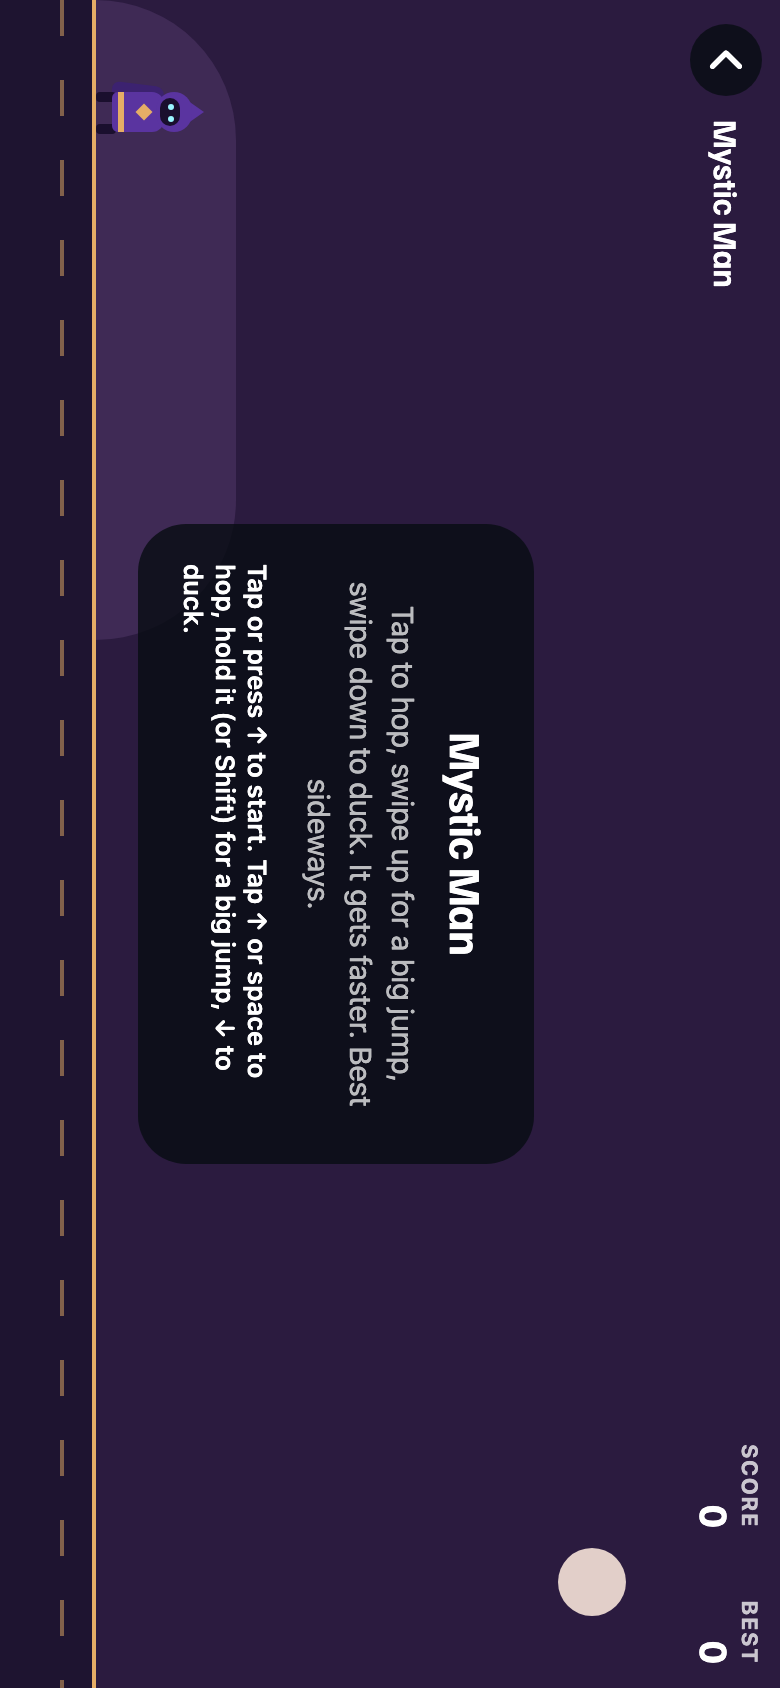 Mystic Man
SCORE
0
BEST
0
Mystic Man
Tap to hop, swipe up for a big jump,
swipe down to duck. It gets faster. Best
sideways.
Tap or press ↑ to start. Tap ↑ or space to
hop, hold it (or Shift) for a big jump, ↓ to
duck.